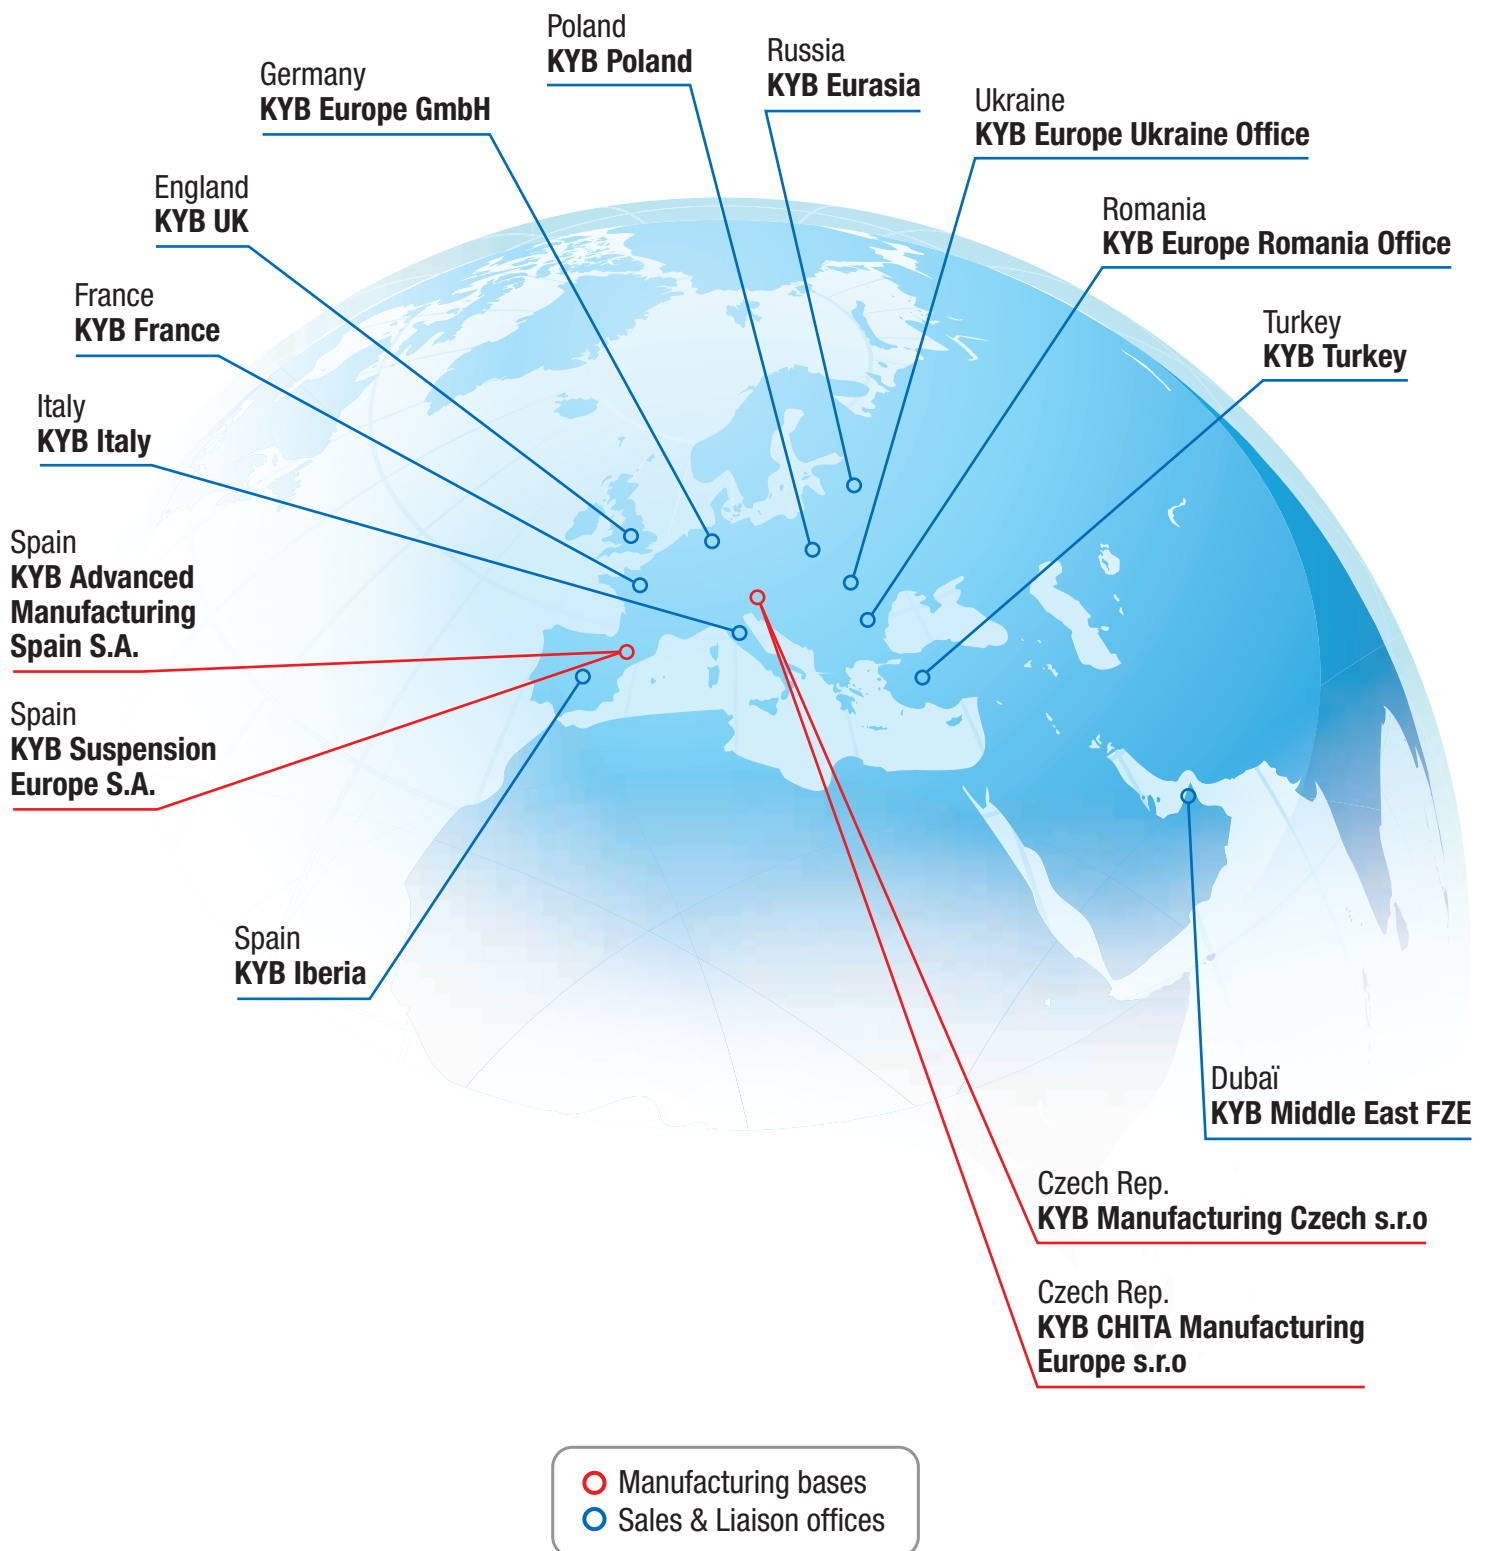 Poland
KYB Poland
Russia
KYB Eurasia
Germany
KYB Europe GmbH
Ukraine
KYB Europe Ukraine Office
England
KYB UK
Romania
KYB Europe Romania Office
France
KYB France
Turkey
KYB Turkey
Italy
KYB Italy
Spain
KYB Advanced
Manufacturing
Spain S.A.
Spain
KYB Suspension
Europe S.A.
Spain
KYB Iberia
Dubaï
KYB Middle East FZE
Czech Rep.
KYB Manufacturing Czech s.r.o
Czech Rep.
KYB CHITA Manufacturing
Europe s.r.o
Manufacturing bases
Sales & Liaison offices